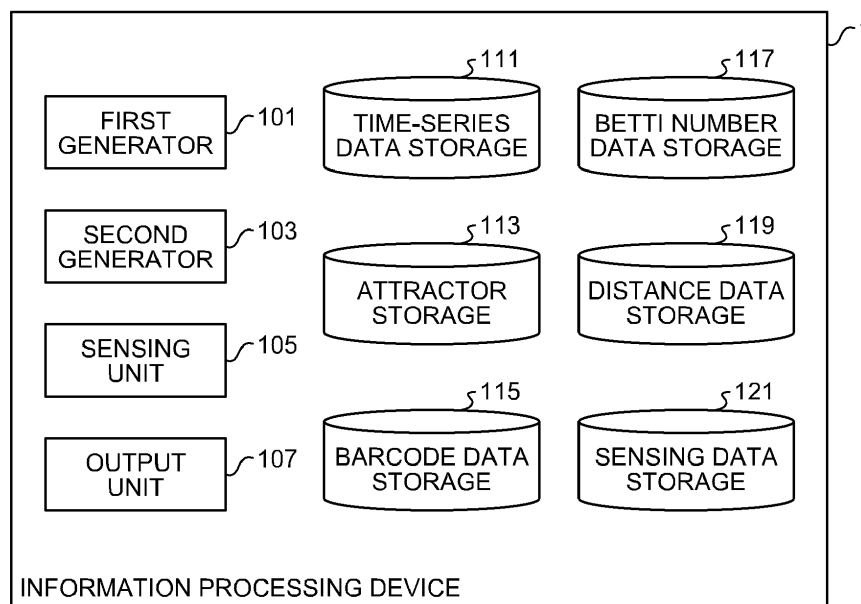 FIRST
GENERATOR
101
SECOND
GENERATOR
103
SENSING
UNIT
105
OUTPUT
UNIT
107
111
TIME-SERIES
DATA STORAGE
113
ATTRACTOR
STORAGE
115
BARCODE DATA
STORAGE
117
BETTI NUMBER
DATA STORAGE
119
DISTANCE DATA
STORAGE
121
SENSING DATA
STORAGE
INFORMATION PROCESSING DEVICE